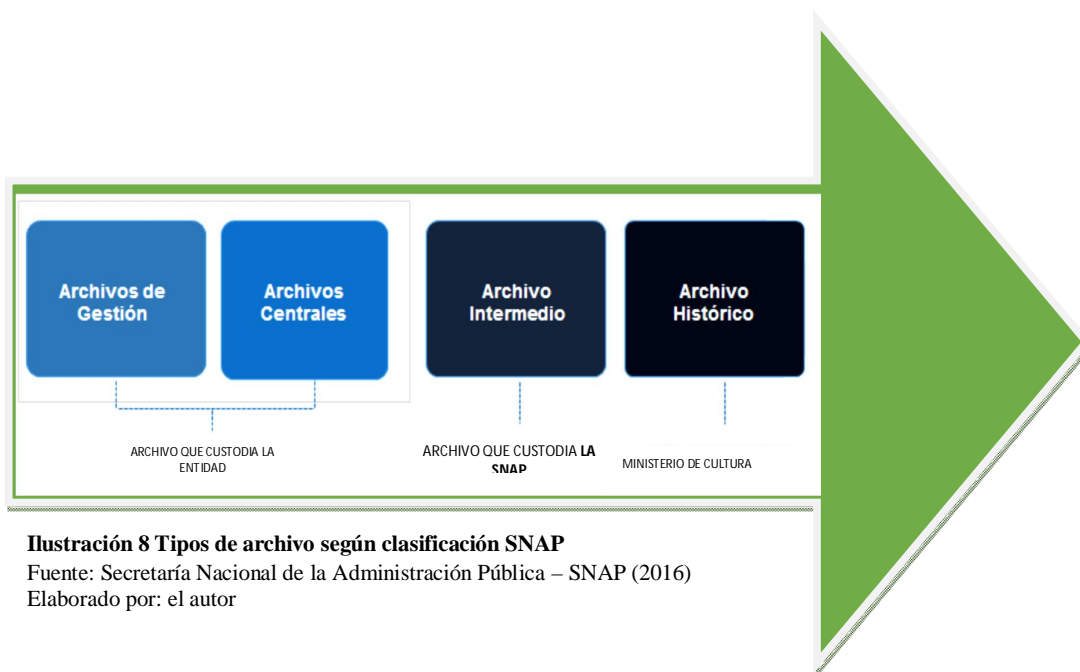 Archivos de
Gestión
Archivos
Centrales
Archivo
Intermedio
Archivo
Histórico
ARCHIVO QUE CUSTODIA LA
ENTIDAD
ARCHIVO QUE CUSTODIA LA
SNAP
MINISTERIO DE CULTURA
Ilustración 8 Tipos de archivo según clasificación SNAP
Fuente: Secretaría Nacional de la Administración Pública – SNAP (2016)
Elaborado por: el autor